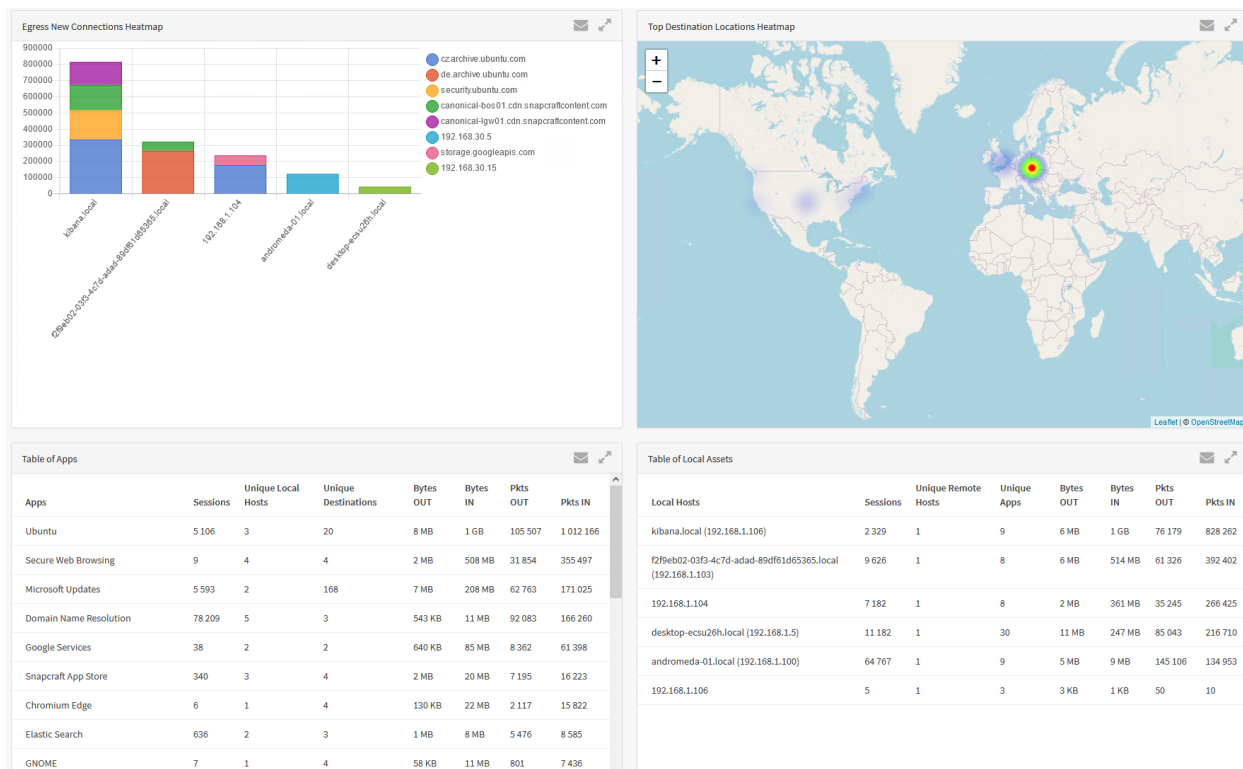 Egress New Connections Heatmap
900000
800000
700000
600000
500000
400000
300000
200000
100000
0
kibana.local
f2f9eb02-03f3-4c7d-adad-89df61d65365.local
192.168.1.104
andromeda-01.local
desktop-ecsu26h.local
cz.archive.ubuntu.com
de.archive.ubuntu.com
security.ubuntu.com
canonical-bos01.cdn.snapcraftcontent.com
canonical-lgw01.cdn.snapcraftcontent.com
192.168.30.5
storage.googleapis.com
192.168.30.15
Top Destination Locations Heatmap
+
−
Leaflet | © OpenStreetMap
Table of Apps
Apps Sessions Unique Local Hosts Unique Destinations Bytes OUT Bytes IN Pkts OUT Pkts IN
Ubuntu 5 106 3 20 8 MB 1 GB 105 507 1 012 166
Secure Web Browsing 9 4 4 2 MB 508 MB 31 854 355 497
Microsoft Updates 5 593 2 168 7 MB 208 MB 62 763 171 025
Domain Name Resolution 78 209 5 3 543 KB 11 MB 92 083 166 260
Google Services 38 2 2 640 KB 85 MB 8 362 61 398
Snapcraft App Store 340 3 4 2 MB 20 MB 7 195 16 223
Chromium Edge 6 1 4 130 KB 22 MB 2 117 15 822
Elastic Search 636 2 3 1 MB 8 MB 5 476 8 585
GNOME 7 1 4 58 KB 11 MB 801 7 436
Table of Local Assets
Local Hosts Sessions Unique Remote Hosts Unique Apps Bytes OUT Bytes IN Pkts OUT Pkts IN
kibana.local (192.168.1.106) 2 329 1 9 6 MB 1 GB 76 179 828 262
f2f9eb02-03f3-4c7d-adad-89df61d65365.local (192.168.1.103) 9 626 1 8 6 MB 514 MB 61 326 392 402
192.168.1.104 7 182 1 8 2 MB 361 MB 35 245 266 425
desktop-ecsu26h.local (192.168.1.5) 11 182 1 30 11 MB 247 MB 85 043 216 710
andromeda-01.local (192.168.1.100) 64 767 1 9 5 MB 9 MB 145 106 134 953
192.168.1.106 5 1 3 3 KB 1 KB 50 10